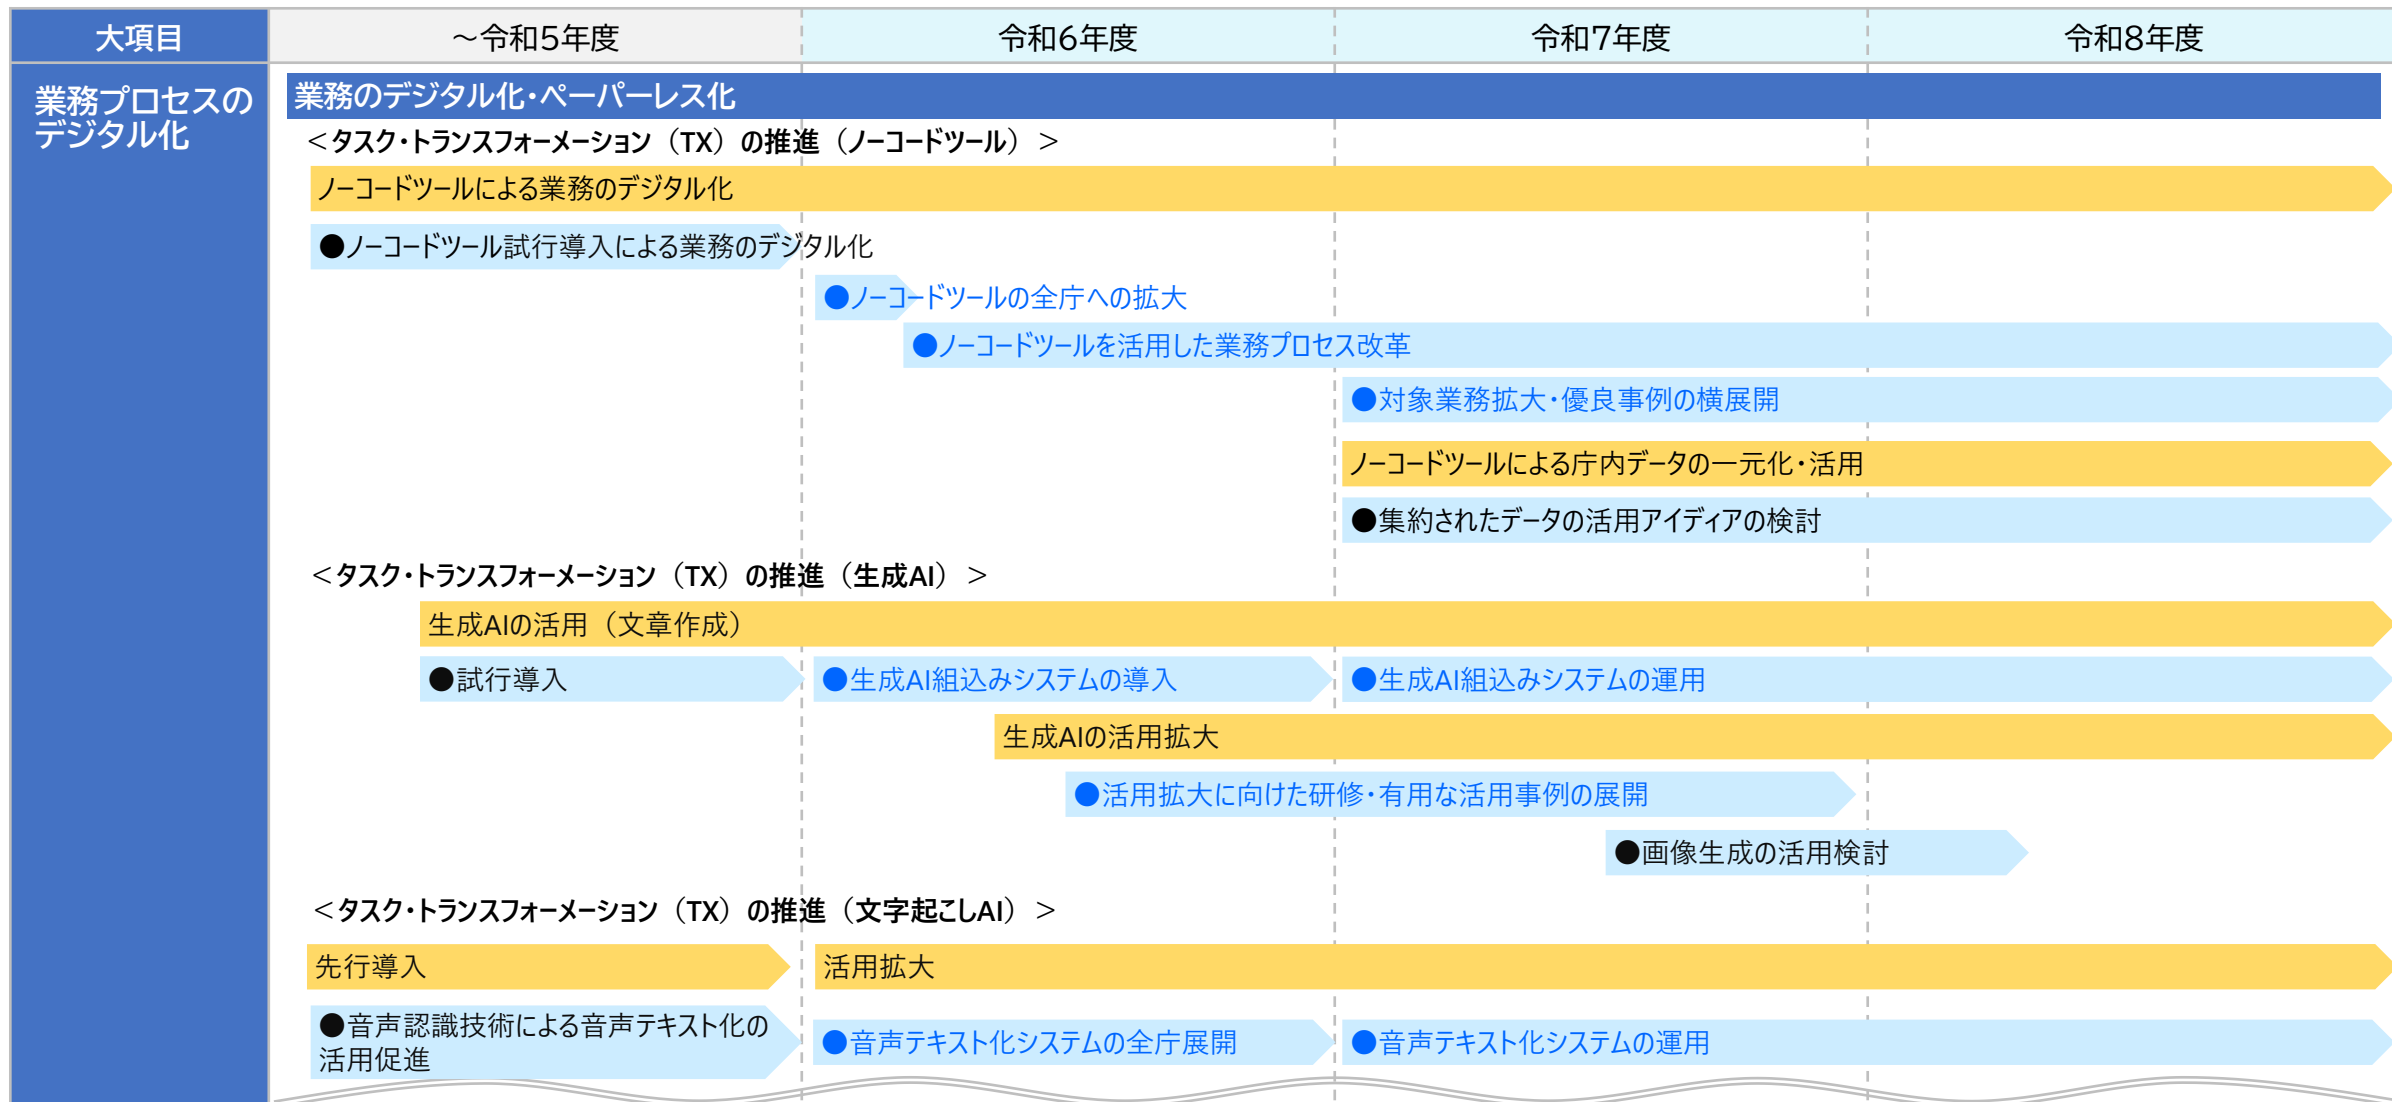 大項目
～令和5年度
令和6年度
令和7年度
令和8年度
業務プロセスの
デジタル化
業務のデジタル化・ペーパーレス化
＜タスク・トランスフォーメーション（TX）の推進（ノーコードツール）＞
ノーコードツールによる業務のデジタル化
●ノーコードツール試行導入による業務のデジタル化
●ノーコードツールの全庁への拡大
●ノーコードツールを活用した業務プロセス改革
●対象業務拡大・優良事例の横展開
ノーコードツールによる庁内データの一元化・活用
●集約されたデータの活用アイディアの検討
＜タスク・トランスフォーメーション（TX）の推進（生成AI）＞
生成AIの活用（文章作成）
●試行導入
●生成AI組込みシステムの導入
●生成AI組込みシステムの運用
生成AIの活用拡大
●活用拡大に向けた研修・有用な活用事例の展開
●画像生成の活用検討
＜タスク・トランスフォーメーション（TX）の推進（文字起こしAI）＞
先行導入
活用拡大
●音声認識技術による音声テキスト化の
活用促進
●音声テキスト化システムの全庁展開
●音声テキスト化システムの運用